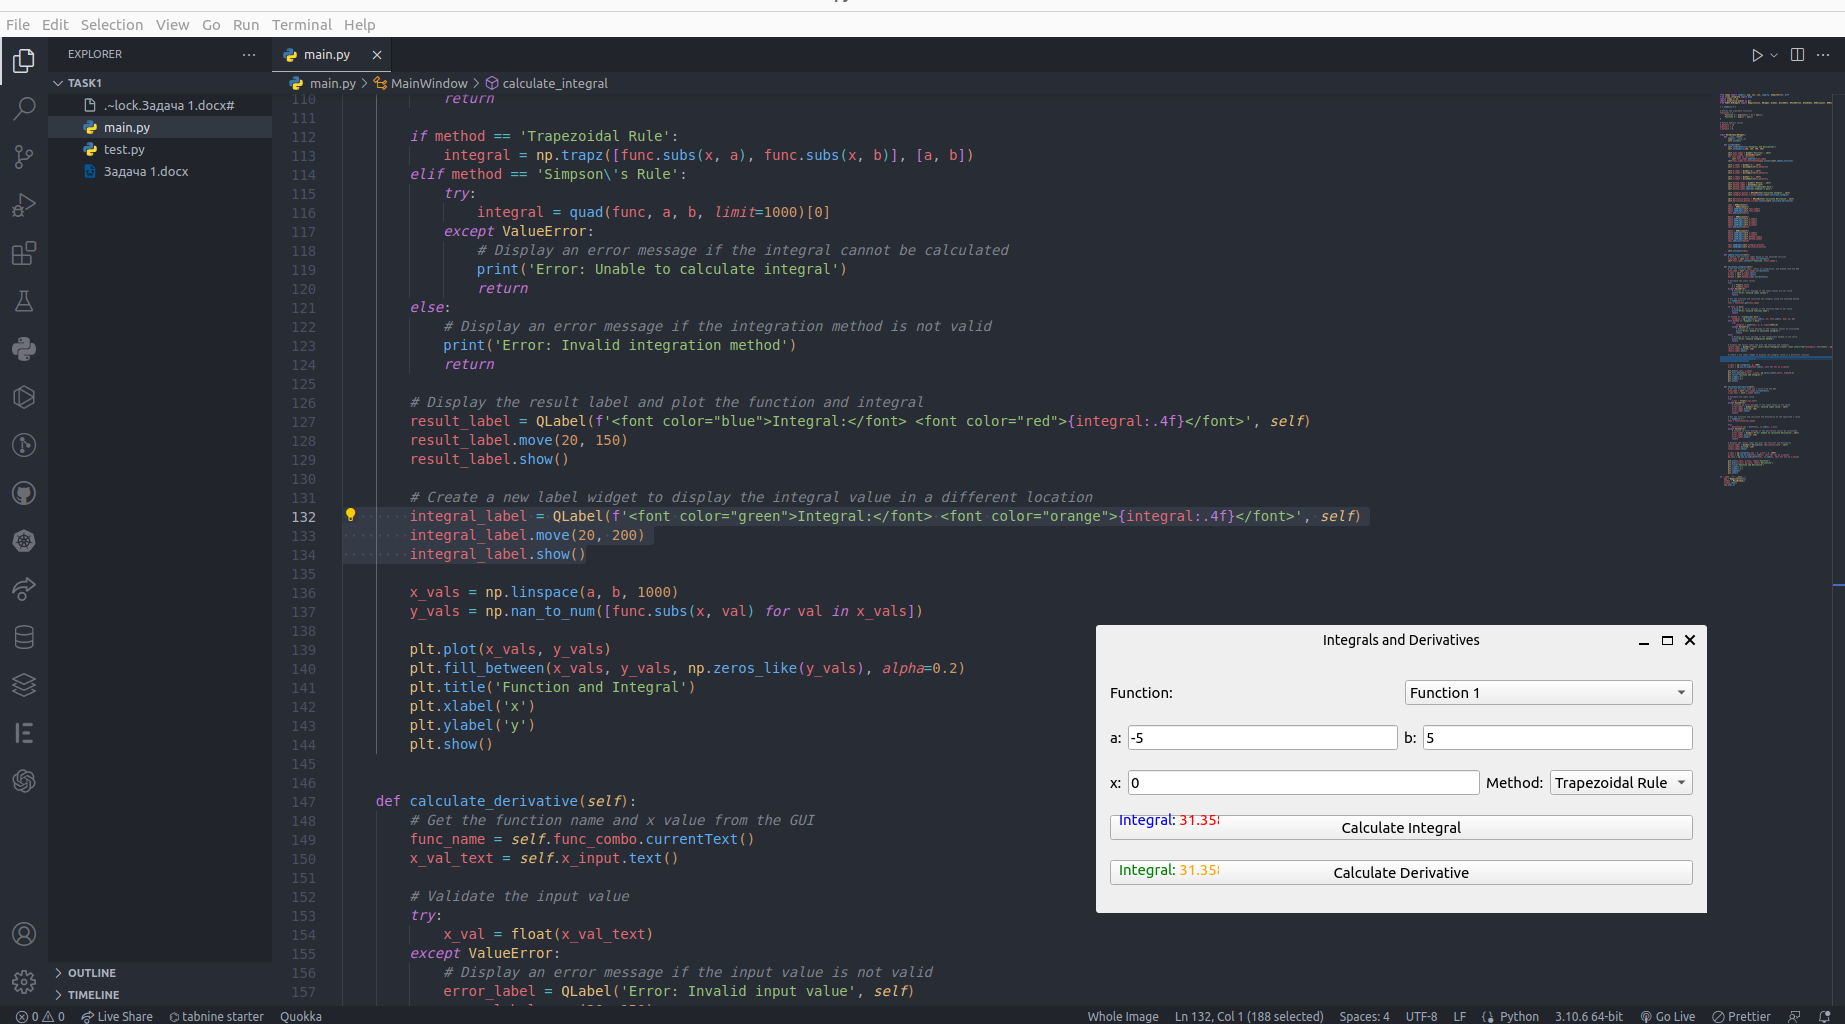 File Edit Selection View Go Run Terminal Help
EXPLORER
main.py
TASK1
.~lock.Задача 1.docx#
main.py
test.py
Задача 1.docx
OUTLINE
TIMELINE
main.py > MainWindow > calculate_integral
110 return
111
112 if method == 'Trapezoidal Rule':
113 integral = np.trapz([func.subs(x, a), func.subs(x, b)], [a, b])
114 elif method == 'Simpson\'s Rule':
115 try:
116 integral = quad(func, a, b, limit=1000)[0]
117 except ValueError:
118 # Display an error message if the integral cannot be calculated
119 print('Error: Unable to calculate integral')
120 return
121 else:
122 # Display an error message if the integration method is not valid
123 print('Error: Invalid integration method')
124 return
125
126 # Display the result label and plot the function and integral
127 result_label = QLabel(f'<font color="blue">Integral:</font> <font color="red">{integral:.4f}</font>', self)
128 result_label.move(20, 150)
129 result_label.show()
130
131 # Create a new label widget to display the integral value in a different location
132 integral_label = QLabel(f'<font color="green">Integral:</font> <font color="orange">{integral:.4f}</font>', self)
133 integral_label.move(20, 200)
134 integral_label.show()
135
136 x_vals = np.linspace(a, b, 1000)
137 y_vals = np.nan_to_num([func.subs(x, val) for val in x_vals])
138
139 plt.plot(x_vals, y_vals)
140 plt.fill_between(x_vals, y_vals, np.zeros_like(y_vals), alpha=0.2)
141 plt.title('Function and Integral')
142 plt.xlabel('x')
143 plt.ylabel('y')
144 plt.show()
145
146
147 def calculate_derivative(self):
148 # Get the function name and x value from the GUI
149 func_name = self.func_combo.currentText()
150 x_val_text = self.x_input.text()
151
152 # Validate the input value
153 try:
154 x_val = float(x_val_text)
155 except ValueError:
156 # Display an error message if the input value is not valid
157 error_label = QLabel('Error: Invalid input value', self)
Integrals and Derivatives
Function: Function 1
a: -5 b: 5
x: 0 Method: Trapezoidal Rule
Integral: 31.35
Calculate Integral
Integral: 31.35
Calculate Derivative
0 0 Live Share tabnine starter Quokka Whole Image Ln 132, Col 1 (188 selected) Spaces: 4 UTF-8 LF Python 3.10.6 64-bit Go Live Prettier